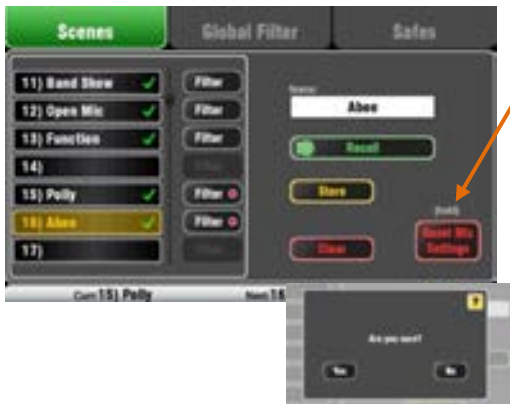 Scenes Global Filter Safes
11) Band Show Filter
12) Open Mic Filter
13) Function Filter
14) Filter
15) Polly Filter
16) Abee Filter
17)
Name
Abee
Recall
Store
(hold)
Reset Mix
Settings
Clear
Curr: 15) Polly
Next: 16
?
Are you sure?
Yes No